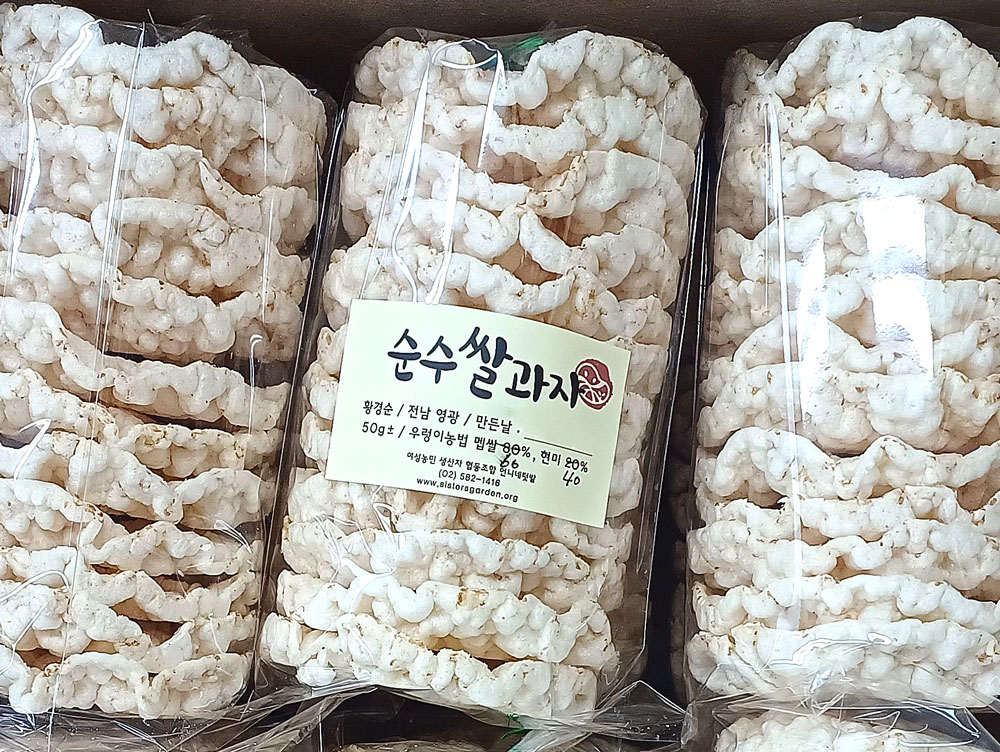 순수쌀과자
황경순 / 전남 영광 / 만든날 .
50g± / 우렁이농법 멥쌀 80%, 현미 20%
60 40
여성농민 생산자 협동조합 언니네텃밭
(02) 582-1416
www.sistersgarden.org